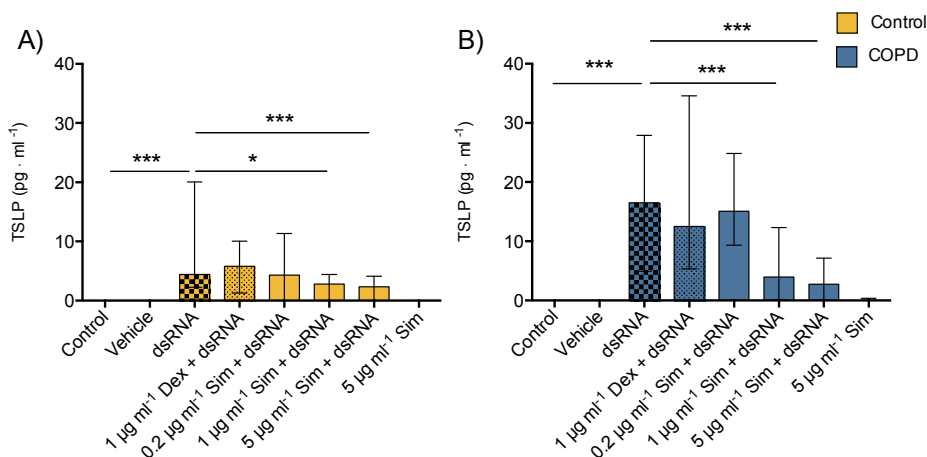 A)
B)
Control
COPD
TSLP (pg · ml⁻¹)
40
30
20
10
0
***
***
*
Control
Vehicle
dsRNA
1 µg ml⁻¹ Dex + dsRNA
0.2 µg ml⁻¹ Sim + dsRNA
1 µg ml⁻¹ Sim + dsRNA
5 µg ml⁻¹ Sim + dsRNA
5 µg ml⁻¹ Sim
TSLP (pg · ml⁻¹)
40
30
20
10
0
***
***
***
Control
Vehicle
dsRNA
1 µg ml⁻¹ Dex + dsRNA
0.2 µg ml⁻¹ Sim + dsRNA
1 µg ml⁻¹ Sim + dsRNA
5 µg ml⁻¹ Sim + dsRNA
5 µg ml⁻¹ Sim